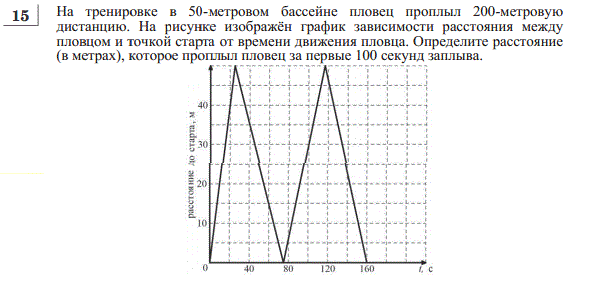 15
На тренировке в 50-метровом бассейне пловец проплыл 200-метровую
дистанцию. На рисунке изображён график зависимости расстояния между
пловцом и точкой старта от времени движения пловца. Определите расстояние
(в метрах), которое проплыл пловец за первые 100 секунд заплыва.
расстояние до старта, м
40
30
20
10
0 40 80 120 160 t, с